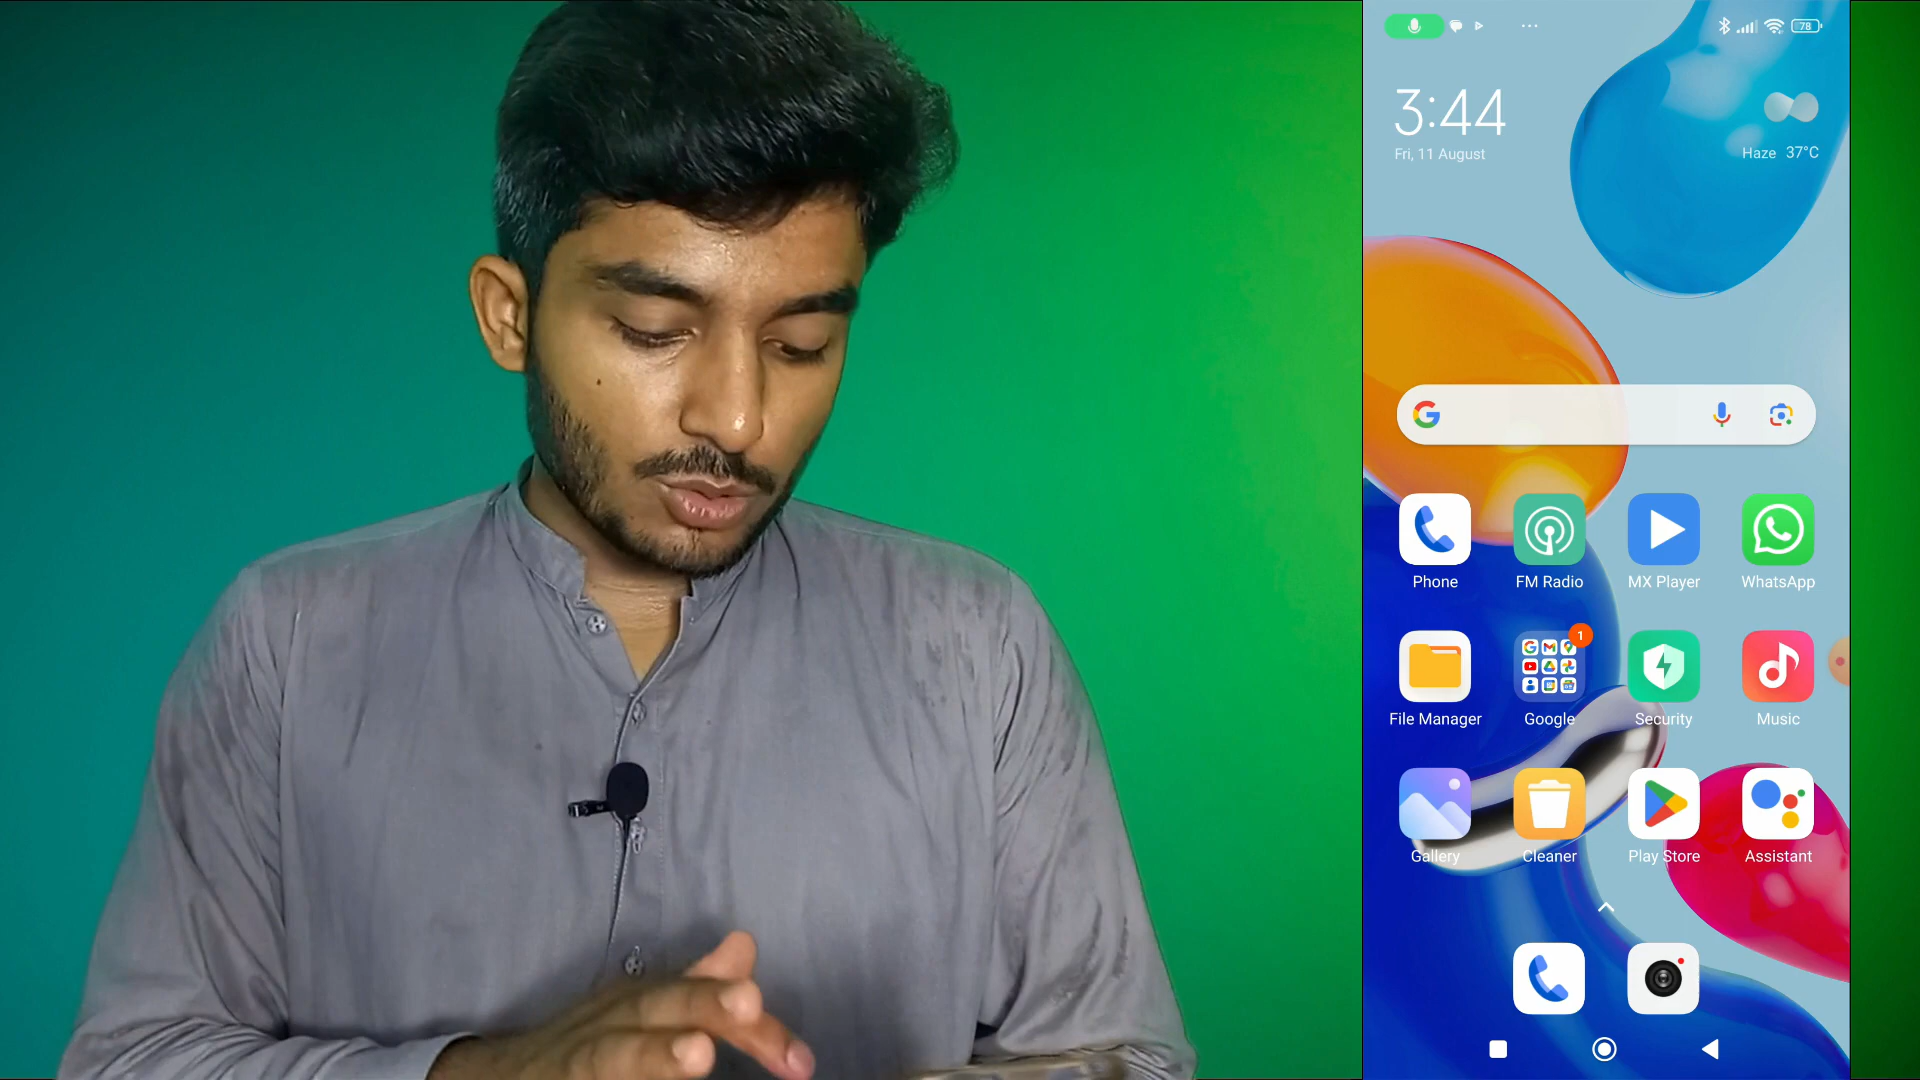 78
3:44
Fri, 11 August
Haze 37°C
Phone
FM Radio
MX Player
WhatsApp
1
File Manager
Google
Security
Music
Gallery
Cleaner
Play Store
Assistant